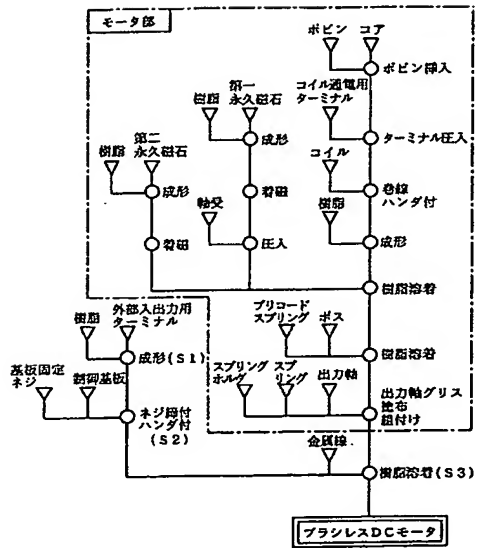 モータ部
ボビン
コア
ボビン挿入
コイル通電用
ターミナル
ターミナル圧入
コイル
巻線
ハンダ付
樹脂
成形
樹脂
第一
永久磁石
成形
着磁
軸受
圧入
樹脂
第二
永久磁石
成形
着磁
樹脂溶着
プリロード
スプリング
ボス
樹脂溶着
スプリング
ホルダ
スプ
リング
出力軸
出力軸グリス
塗布
組付け
樹脂
外部入出力用
ターミナル
成形(S1)
基板固定
ネジ
制御基板
ネジ締付
ハンダ付
(S2)
金属線
樹脂溶着(S3)
ブラシレスDCモータ